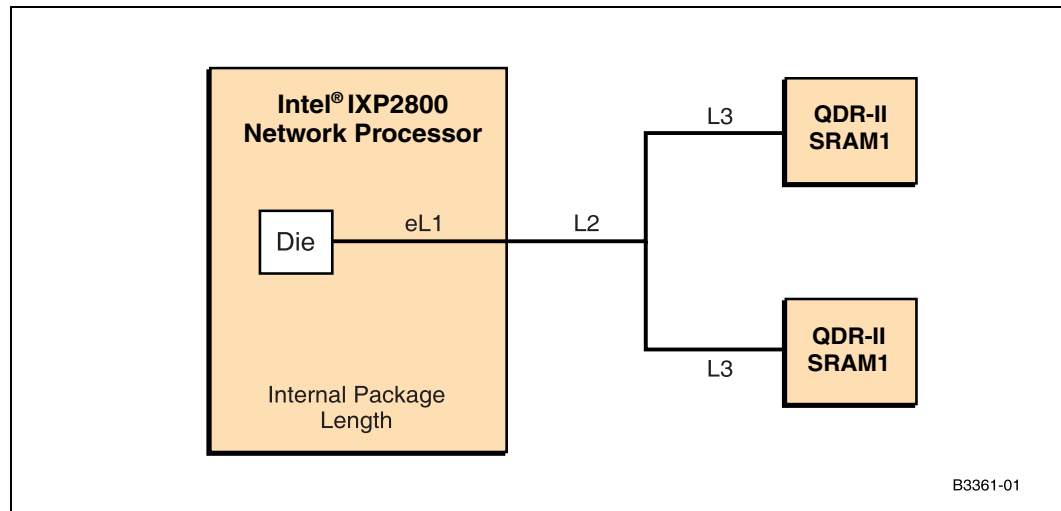 Intel® IXP2800
Network Processor
Die
eL1
Internal Package
Length
L2
L3
QDR-II
SRAM1
L3
QDR-II
SRAM1
B3361-01